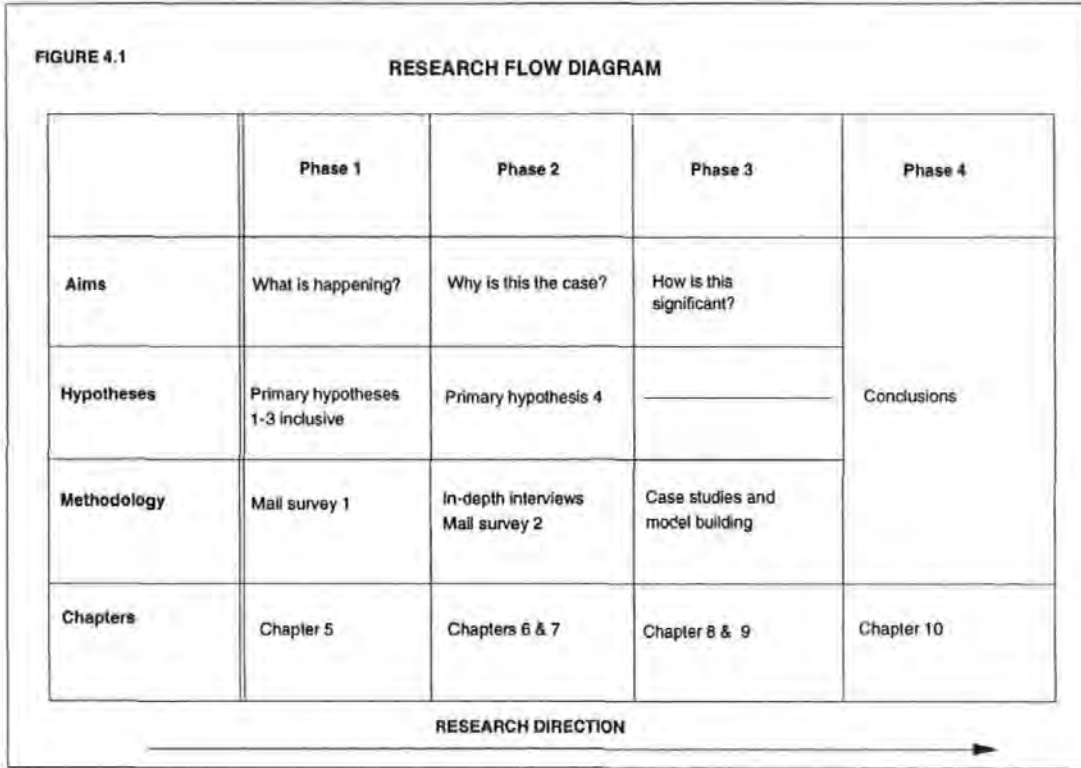 FIGURE 4.1
RESEARCH FLOW DIAGRAM
Phase 1
Phase 2
Phase 3
Phase 4
Aims
What is happening?
Why is this the case?
How is this
significant?
Hypotheses
Primary hypotheses
1-3 inclusive
Primary hypothesis 4
Conclusions
Methodology
Mail survey 1
In-depth interviews
Mail survey 2
Case studies and
model building
Chapters
Chapter 5
Chapters 6 & 7
Chapter 8 & 9
Chapter 10
RESEARCH DIRECTION